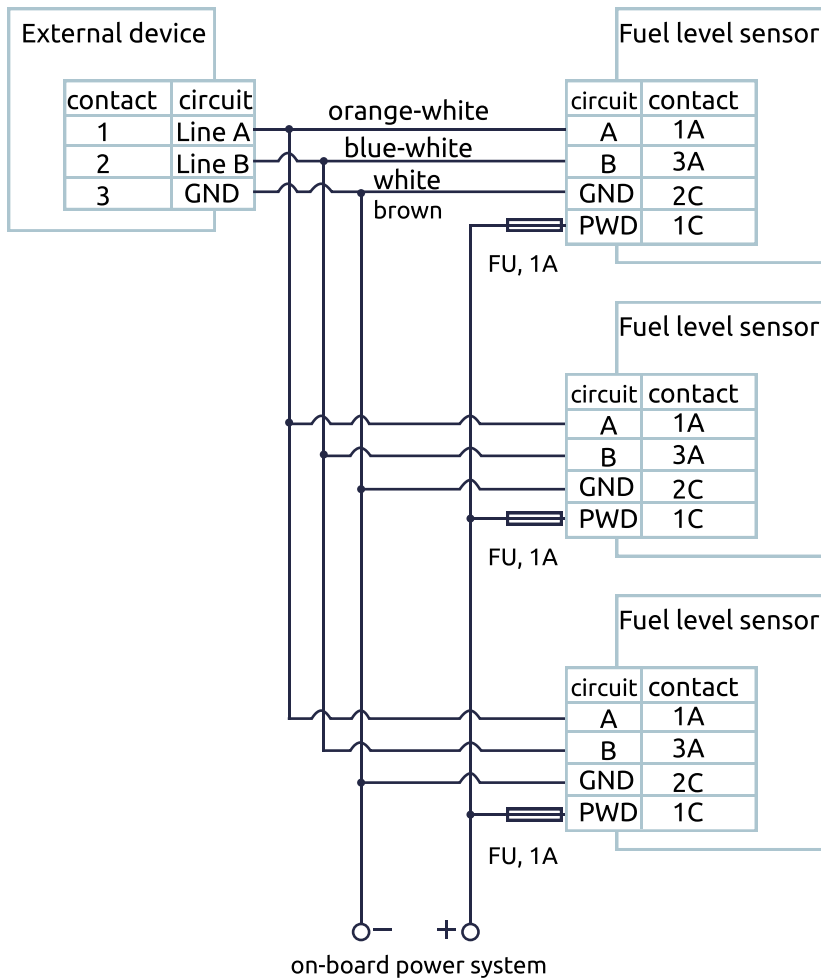 External device
contact circuit
1 Line A
2 Line B
3 GND
orange-white
blue-white
white
brown
Fuel level sensor
circuit contact
A 1A
B 3A
GND 2C
PWD 1C
FU, 1A
Fuel level sensor
circuit contact
A 1A
B 3A
GND 2C
PWD 1C
FU, 1A
Fuel level sensor
circuit contact
A 1A
B 3A
GND 2C
PWD 1C
FU, 1A
− +
on-board power system